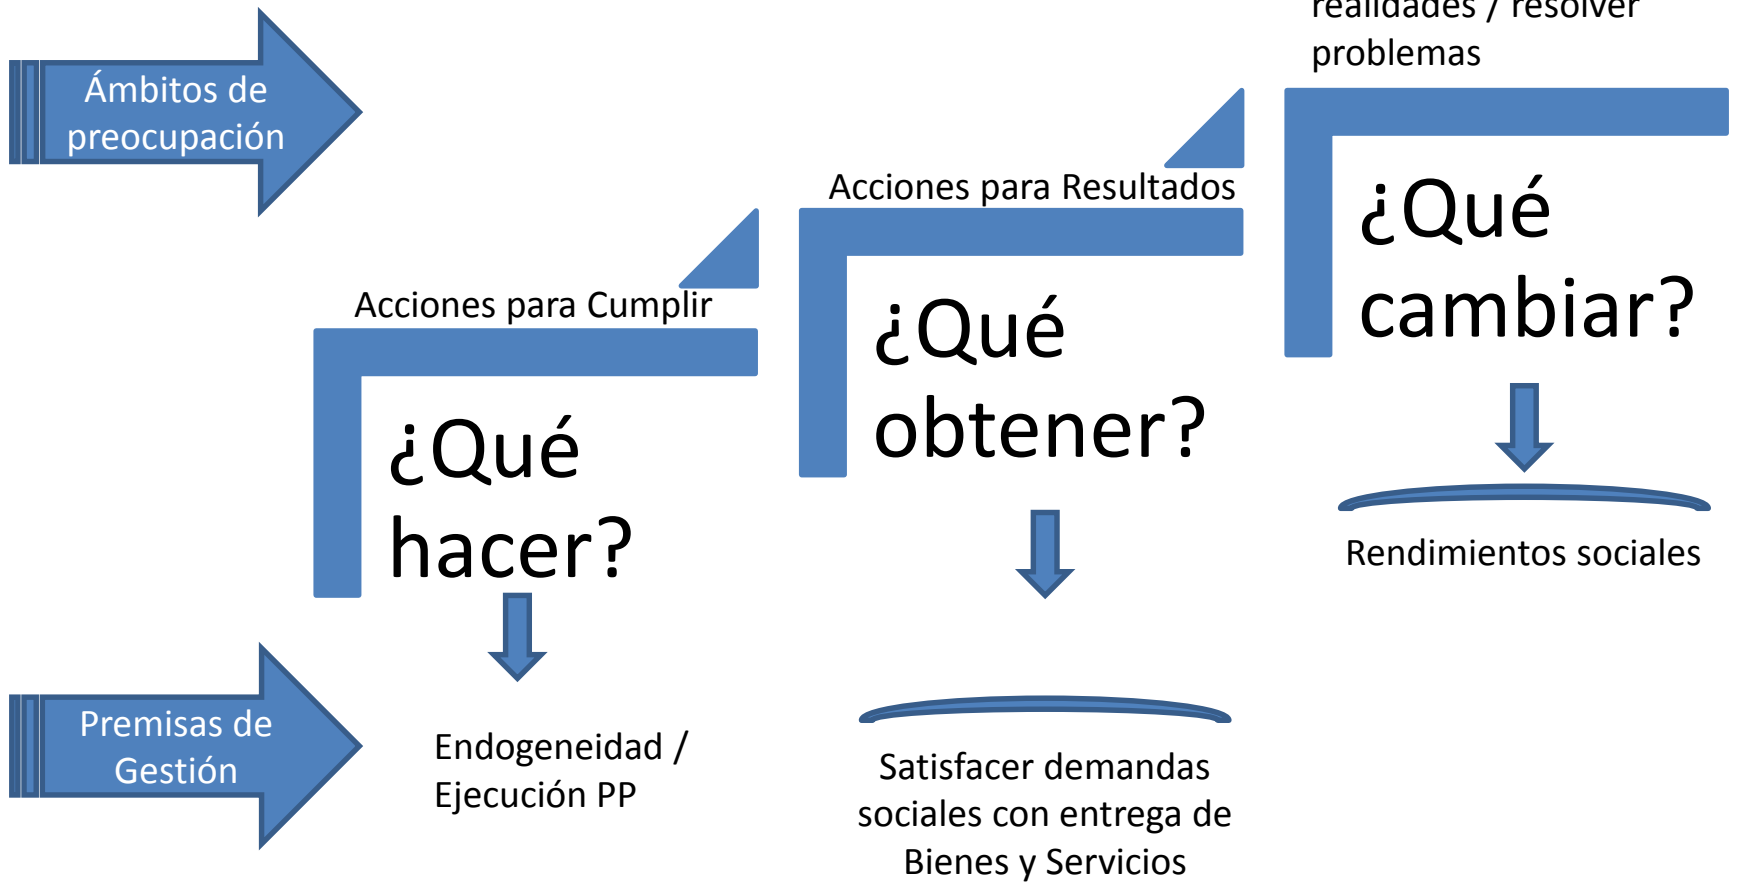 realidades / resolver
problemas
Ámbitos de
preocupación
Acciones para Resultados
¿Qué
cambiar?
Acciones para Cumplir
¿Qué
obtener?
¿Qué
hacer?
Rendimientos sociales
Premisas de
Gestión
Endogeneidad /
Ejecución PP
Satisfacer demandas
sociales con entrega de
Bienes y Servicios